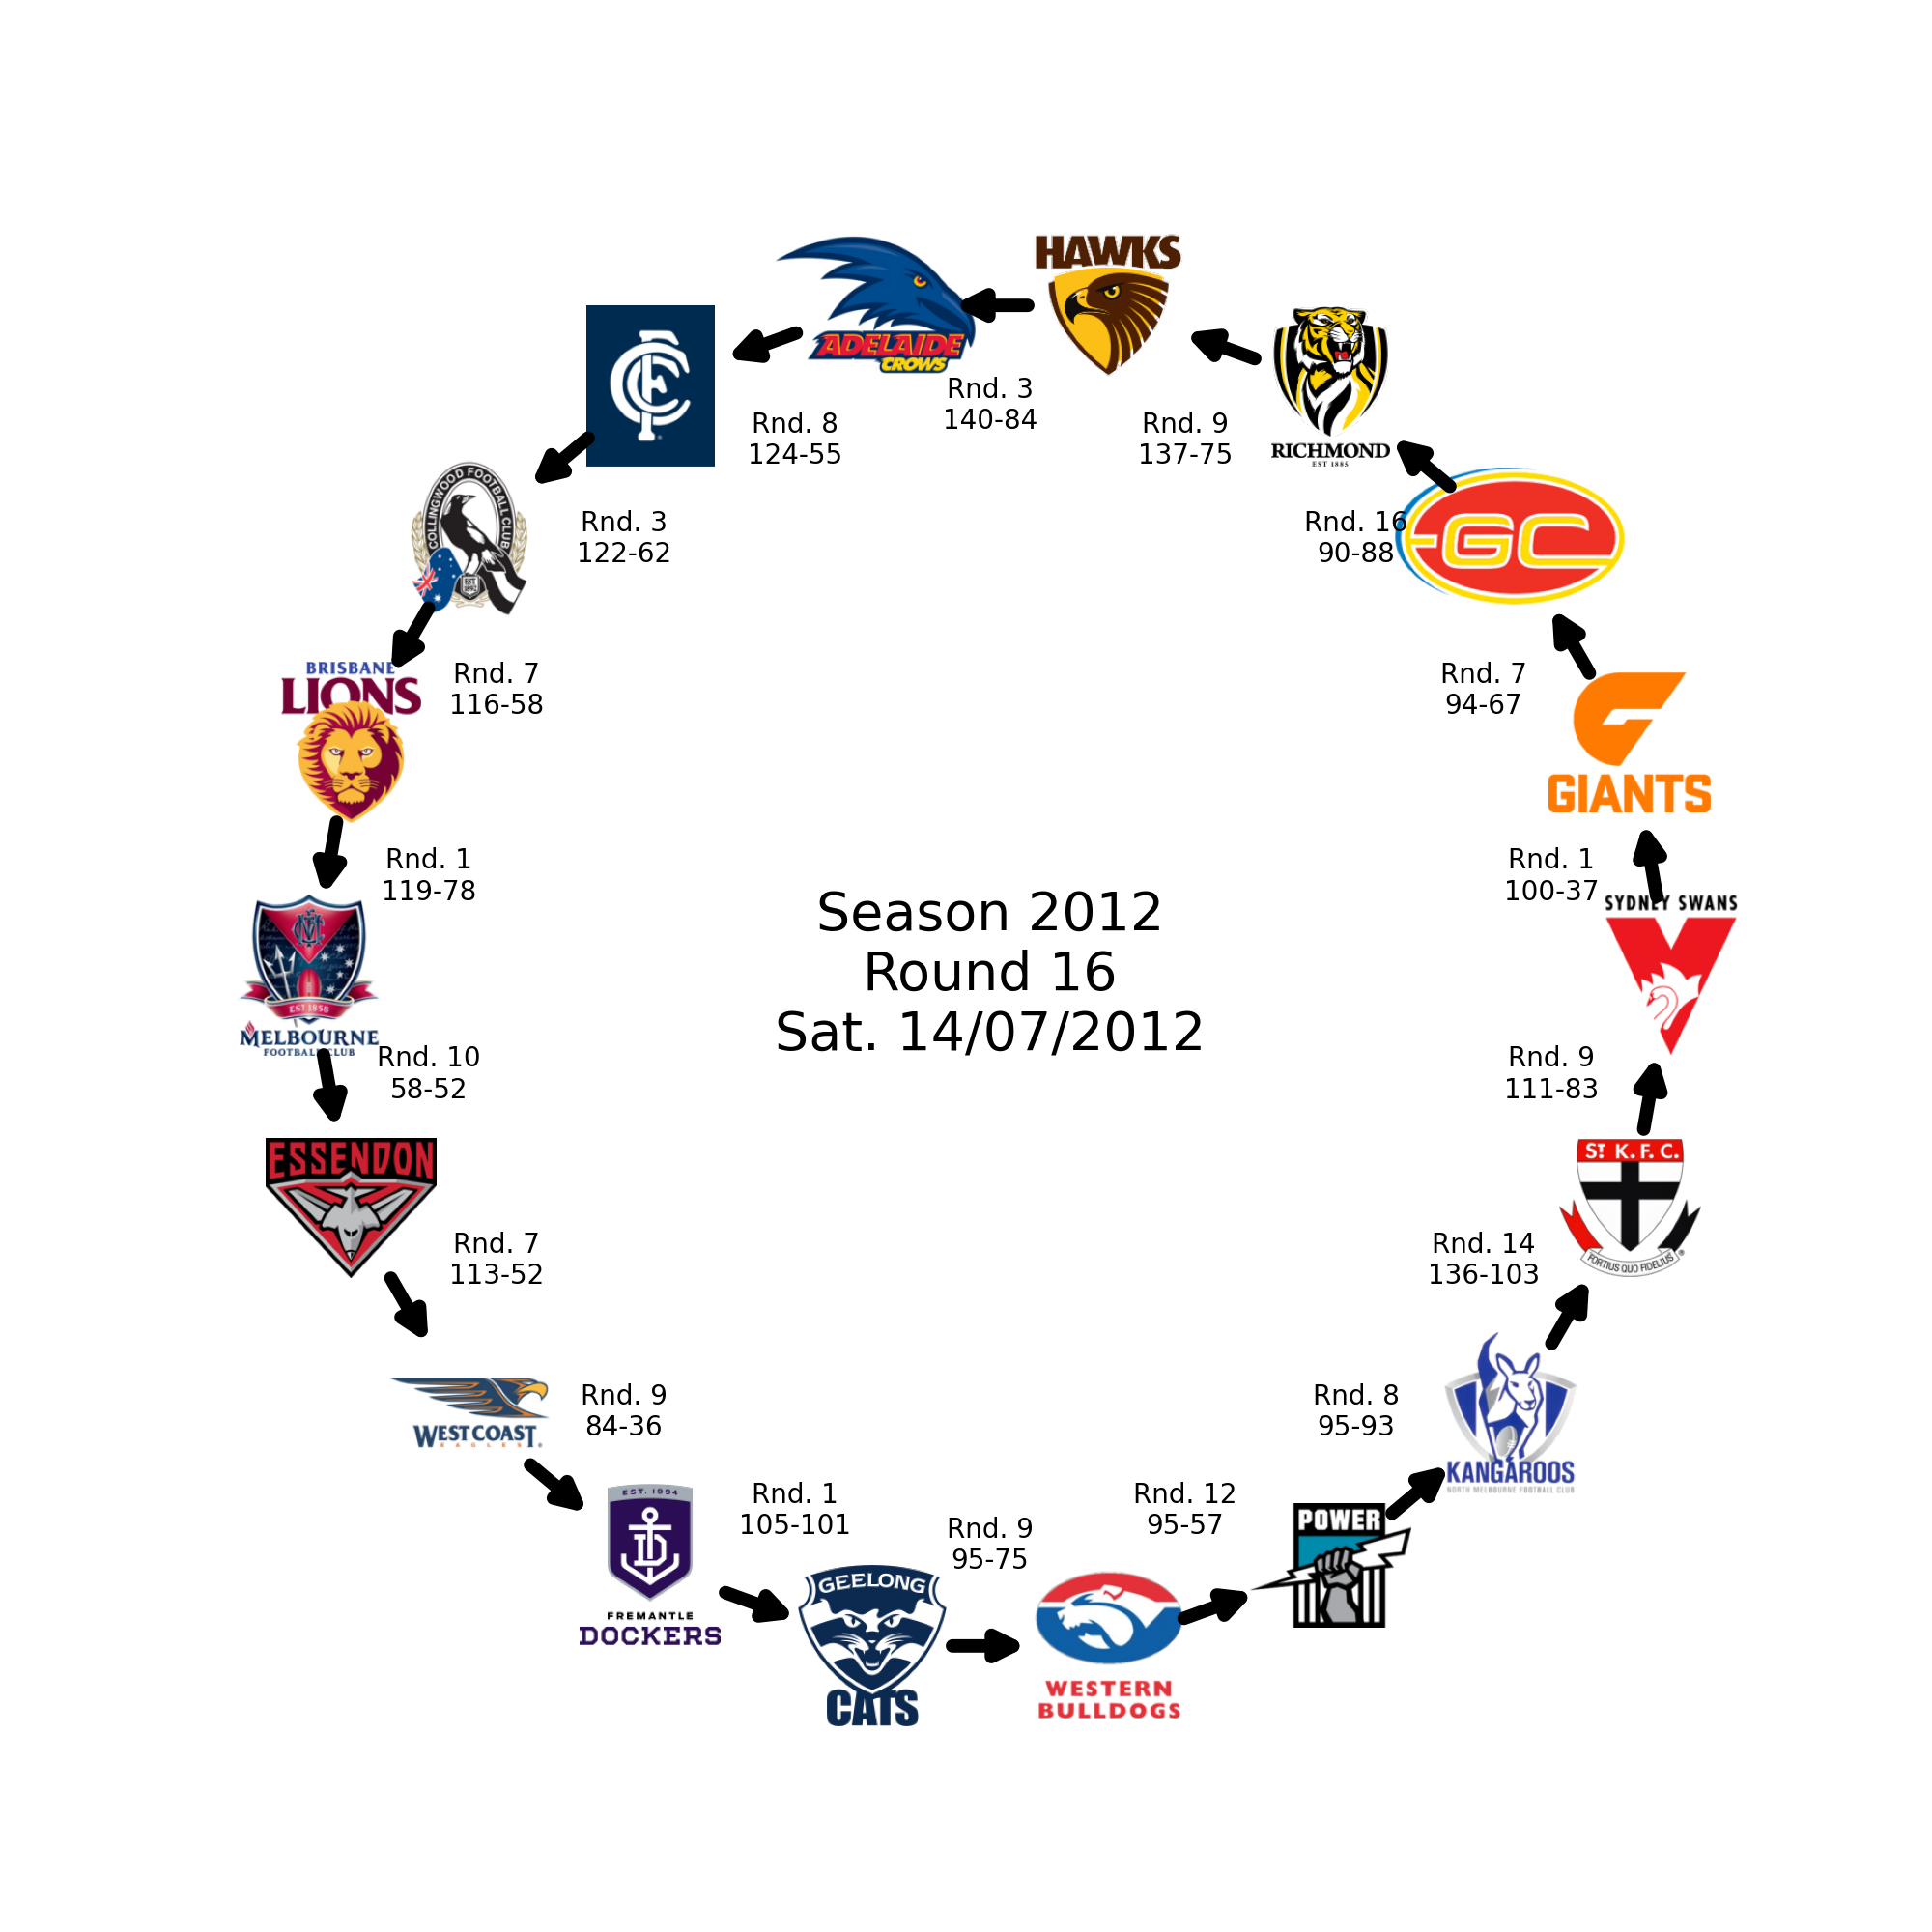 HAWKS
ADELAIDE
CROWS
Rnd. 3
140-84
Rnd. 8
124-55
Rnd. 9
137-75
RICHMOND
EST 1885
COLLINGWOOD FOOTBALL CLUB
EST 1892
Rnd. 3
122-62
Rnd. 16
90-88
GC
BRISBANE
LIONS
Rnd. 7
116-58
Rnd. 7
94-67
GIANTS
Rnd. 1
119-78
Rnd. 1
100-37
SYDNEY SWANS
Season 2012
Round 16
Sat. 14/07/2012
EST 1858
MELBOURNE
FOOTBALL CLUB
Rnd. 10
58-52
Rnd. 9
111-83
ESSENDON
ST K.F.C.
FORTIUS QUO FIDELIUS
Rnd. 7
113-52
Rnd. 14
136-103
WEST COAST
EAGLES
Rnd. 9
84-36
Rnd. 8
95-93
KANGAROOS
NORTH MELBOURNE FOOTBALL CLUB
EST. 1994
FREMANTLE
DOCKERS
Rnd. 1
105-101
Rnd. 9
95-75
Rnd. 12
95-57
POWER
GEELONG
CATS
WESTERN
BULLDOGS